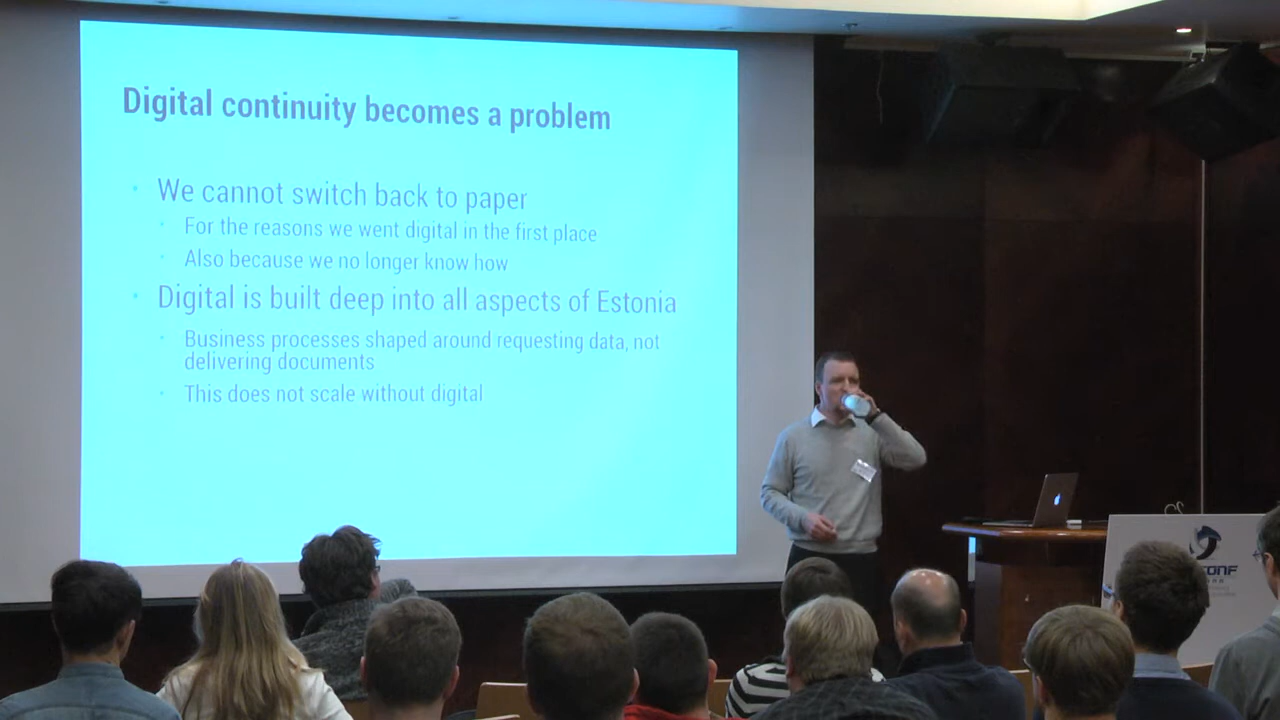 Digital continuity becomes a problem
We cannot switch back to paper
For the reasons we went digital in the first place
Also because we no longer know how
Digital is built deep into all aspects of Estonia
Business processes shaped around requesting data, not
delivering documents
This does not scale without digital